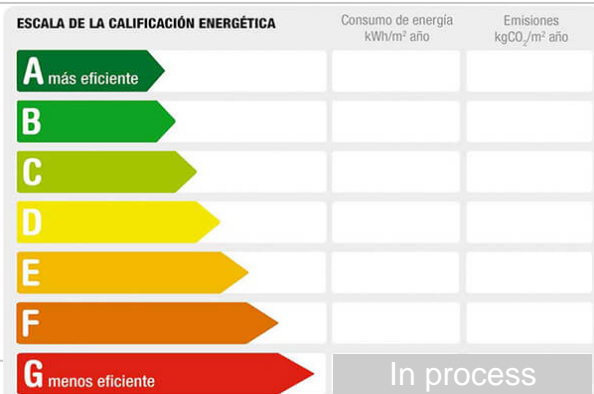 ESCALA DE LA CALIFICACIÓN ENERGÉTICA
Consumo de energía
kWh/m² año
Emisiones
kgCO₂/m² año
A más eficiente
B
C
D
E
F
G menos eficiente
In process